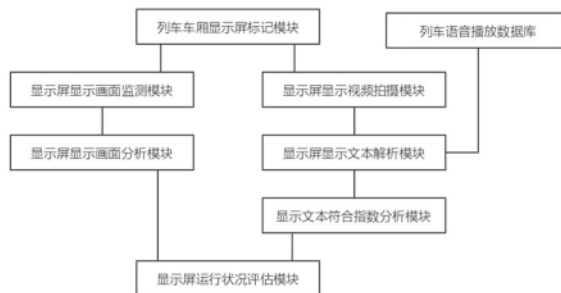 列车车厢显示屏标记模块
列车语音播放数据库
显示屏显示画面监测模块
显示屏显示视频拍摄模块
显示屏显示画面分析模块
显示屏显示文本解析模块
显示文本符合指数分析模块
显示屏运行状况评估模块